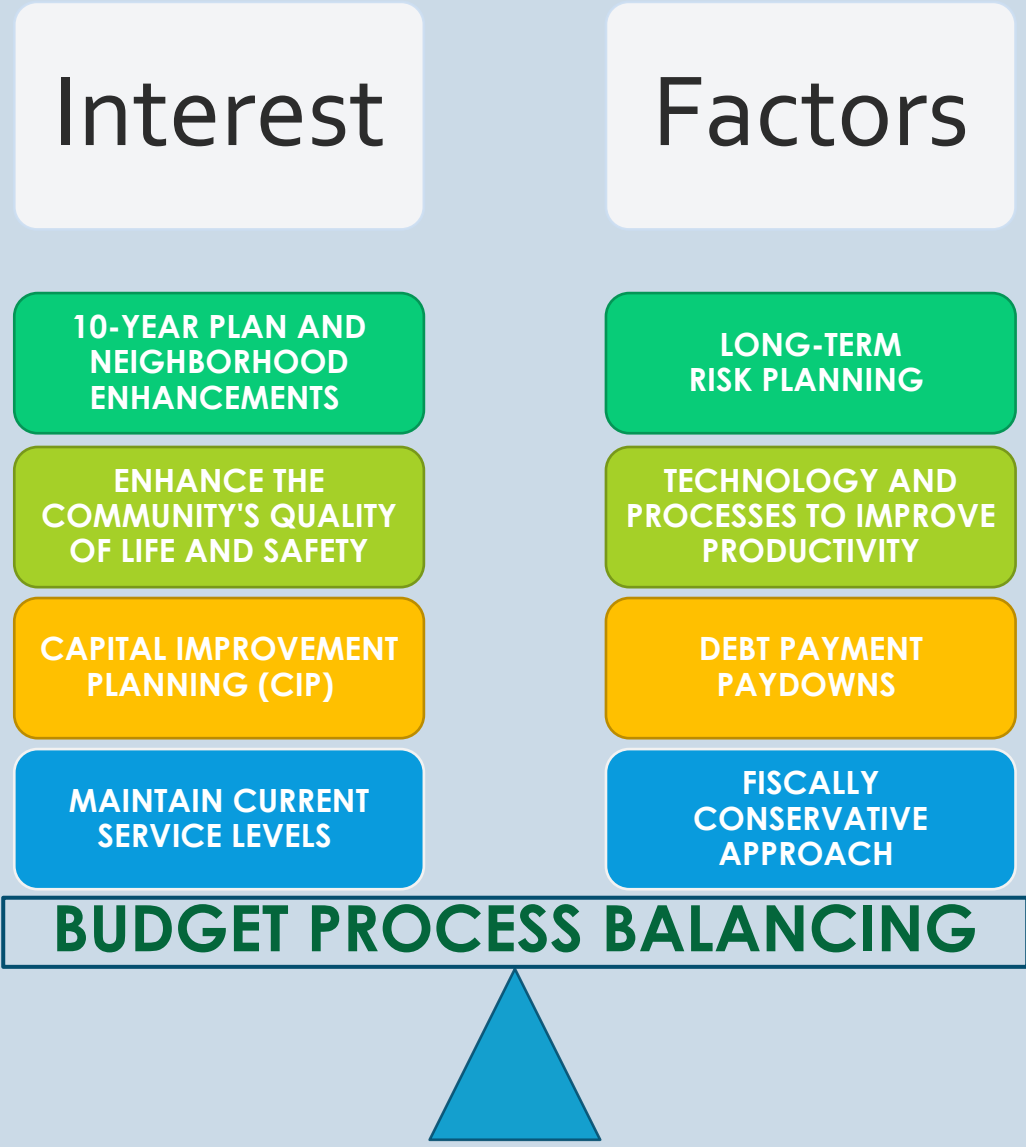 Interest
Factors
10-YEAR PLAN AND
NEIGHBORHOOD
ENHANCEMENTS
LONG-TERM
RISK PLANNING
ENHANCE THE
COMMUNITY'S QUALITY
OF LIFE AND SAFETY
TECHNOLOGY AND
PROCESSES TO IMPROVE
PRODUCTIVITY
CAPITAL IMPROVEMENT
PLANNING (CIP)
DEBT PAYMENT
PAYDOWNS
MAINTAIN CURRENT
SERVICE LEVELS
FISCALLY
CONSERVATIVE
APPROACH
BUDGET PROCESS BALANCING